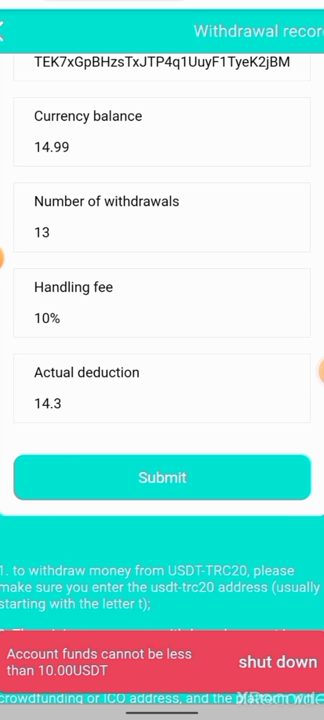 Withdrawal recor
TEK7xGpBHzsTxJTP4q1UuyF1TyeK2jBM
Currency balance
14.99
Number of withdrawals
13
Handling fee
10%
Actual deduction
14.3
Submit
1. to withdraw money from USDT-TRC20, please
make sure you enter the usdt-trc20 address (usually
starting with the letter t);
Account funds cannot be less
than 10.00USDT
shut down
crowdfunding or ICO address, and the